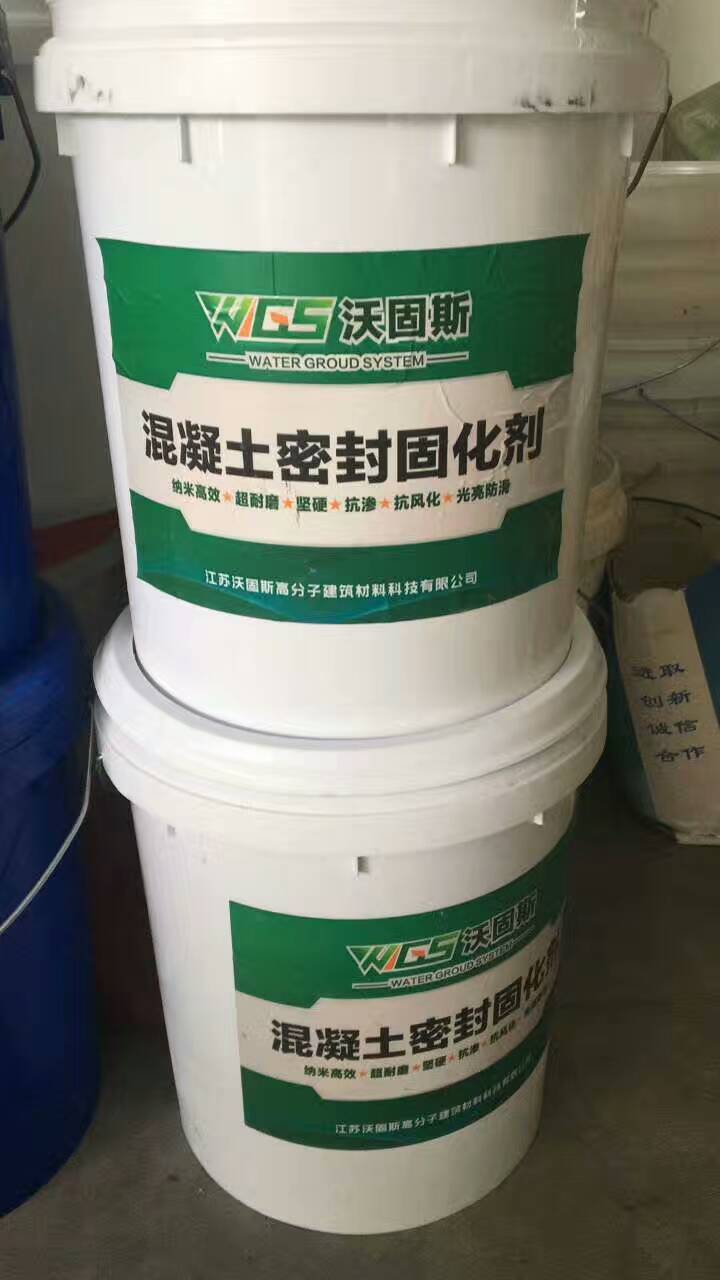 WGS 沃固斯
WATER GROUD SYSTEM
混凝土密封固化剂
纳米高效★超耐磨★坚硬★抗渗★抗风化★光亮防滑
江苏沃固斯高分子建筑材料科技有限公司
进取
创新
诚信
合作
WGS 沃固斯
WATER GROUD SYSTEM
混凝土密封固化剂
纳米高效★超耐磨★坚硬★抗渗★抗风化
江苏沃固斯高分子建筑材料科技有限公司